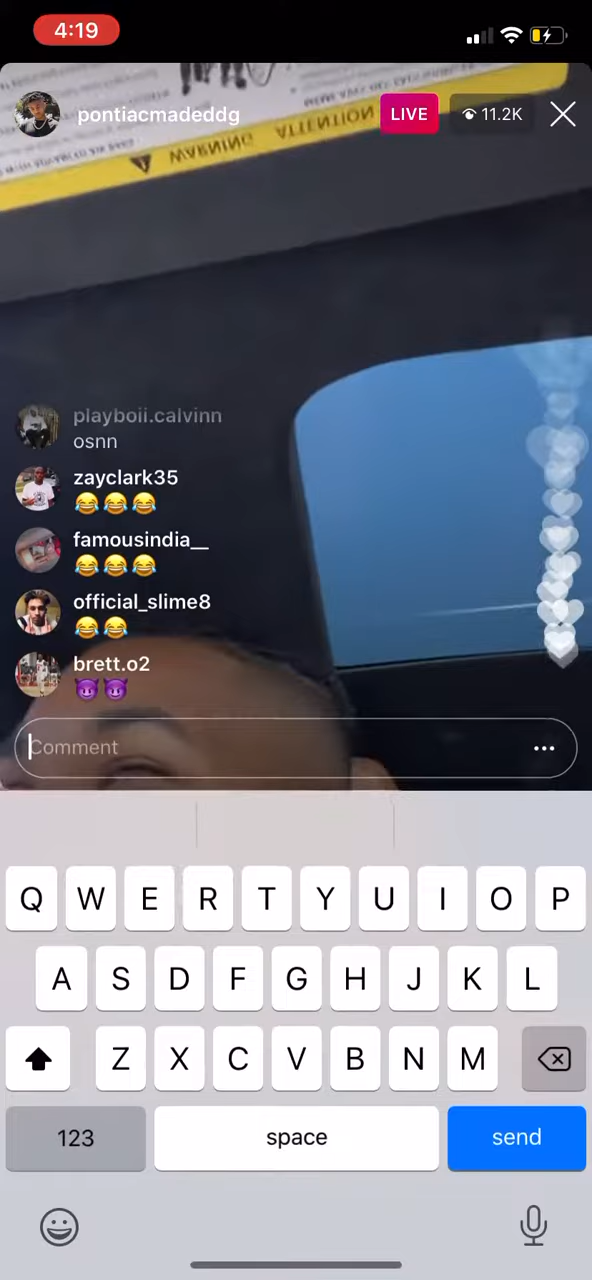 4:19
pontiacmadeddg
LIVE
11.2K
WARNING ATTENTION
playboii.calvinn
osnn
zayclark35
😂😂😂
famousindia__
😂😂😂
official_slime8
😂😂
brett.o2
😈😈
Comment
Q W E R T Y U I O P
A S D F G H J K L
Z X C V B N M
123 space send